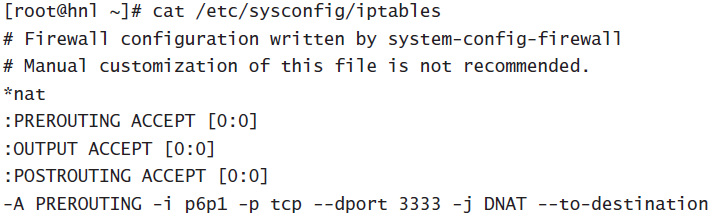 [root@hnl ~]# cat /etc/sysconfig/iptables
# Firewall configuration written by system-config-firewall
# Manual customization of this file is not recommended.
*nat
:PREROUTING ACCEPT [0:0]
:OUTPUT ACCEPT [0:0]
:POSTROUTING ACCEPT [0:0]
-A PREROUTING -i p6p1 -p tcp --dport 3333 -j DNAT --to-destination